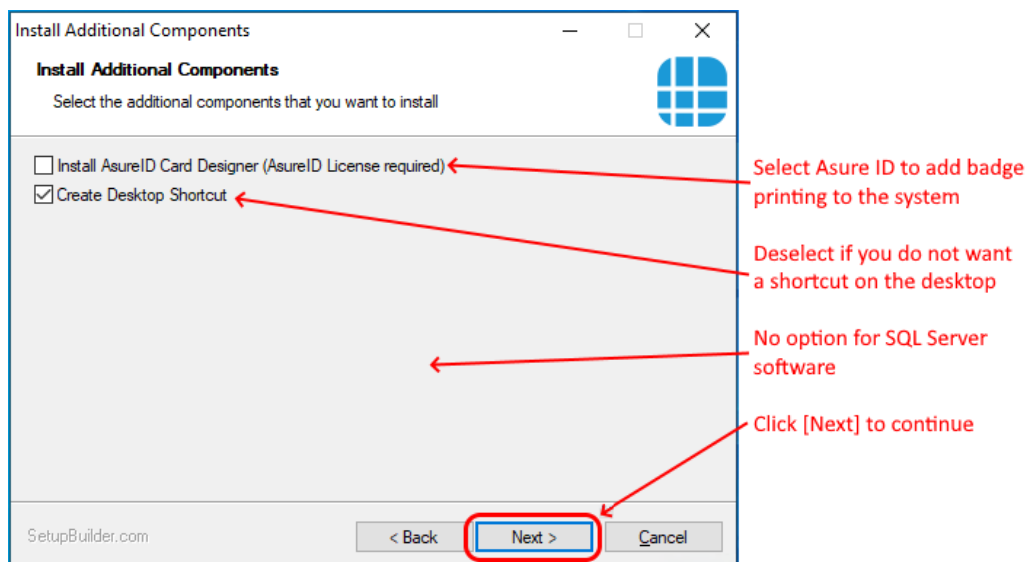 Install Additional Components
Install Additional Components
Select the additional components that you want to install
Install AsureID Card Designer (AsureID License required)
Create Desktop Shortcut
Select Asure ID to add badge
printing to the system
Deselect if you do not want
a shortcut on the desktop
No option for SQL Server
software
Click [Next] to continue
SetupBuilder.com
< Back
Next >
Cancel